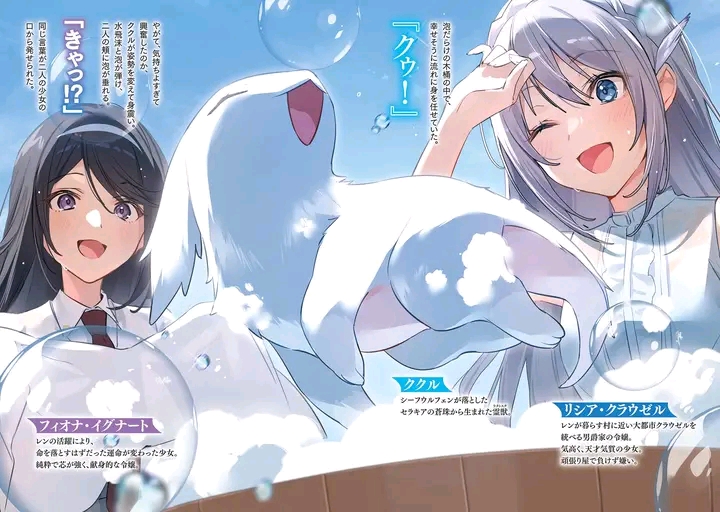 『クゥ！』
泡だらけの木桶の中で、
幸せそうに流れに身を任せていた。
やがて、気持ちよすぎて
興奮したのか、
ククルが姿勢を変えて身震い。
水飛沫と泡が弾け、
二人の頬に泡が垂れる。
『きゃっ!?』
同じ言葉が二人の少女の
口から発せられた。
ククル
シーフウルフェンが落とした
セラキアの蒼珠から生まれた霊獣。
リシア・クラウゼル
レンが暮らす村に近い大都市クラウゼルを
統べる男爵家の令嬢。
気高く、天才気質の少女。
頑張り屋で負けず嫌い。
フィオナ・イグナート
レンの活躍により、
命を落とすはずだった運命が変わった少女。
純粋で芯が強く、献身的な令嬢。